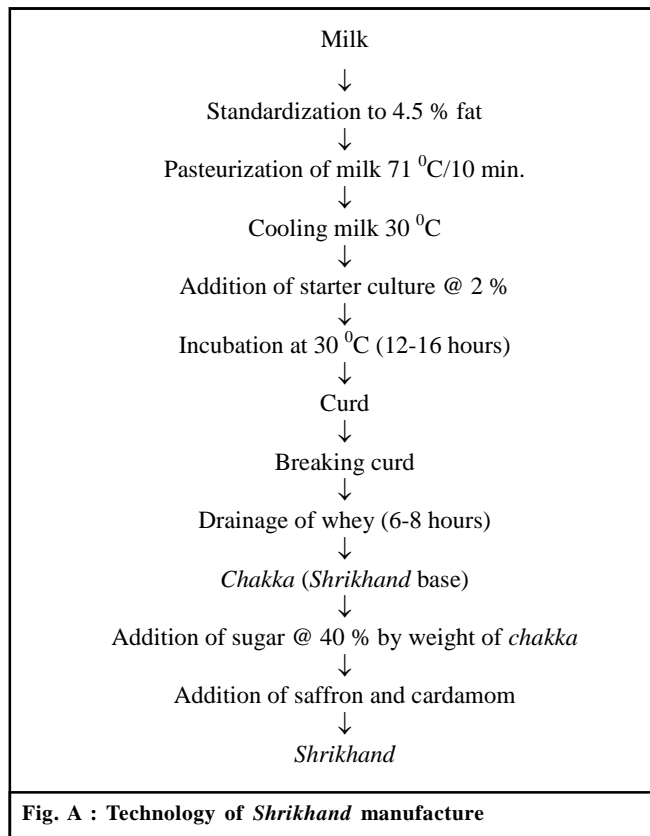 Milk
↓
Standardization to 4.5 % fat
↓
Pasteurization of milk 71 ⁰C/10 min.
↓
Cooling milk 30 ⁰C
↓
Addition of starter culture @ 2 %
↓
Incubation at 30 ⁰C (12-16 hours)
↓
Curd
↓
Breaking curd
↓
Drainage of whey (6-8 hours)
↓
Chakka (Shrikhand base)
↓
Addition of sugar @ 40 % by weight of chakka
↓
Addition of saffron and cardamom
↓
Shrikhand
Fig. A : Technology of Shrikhand manufacture